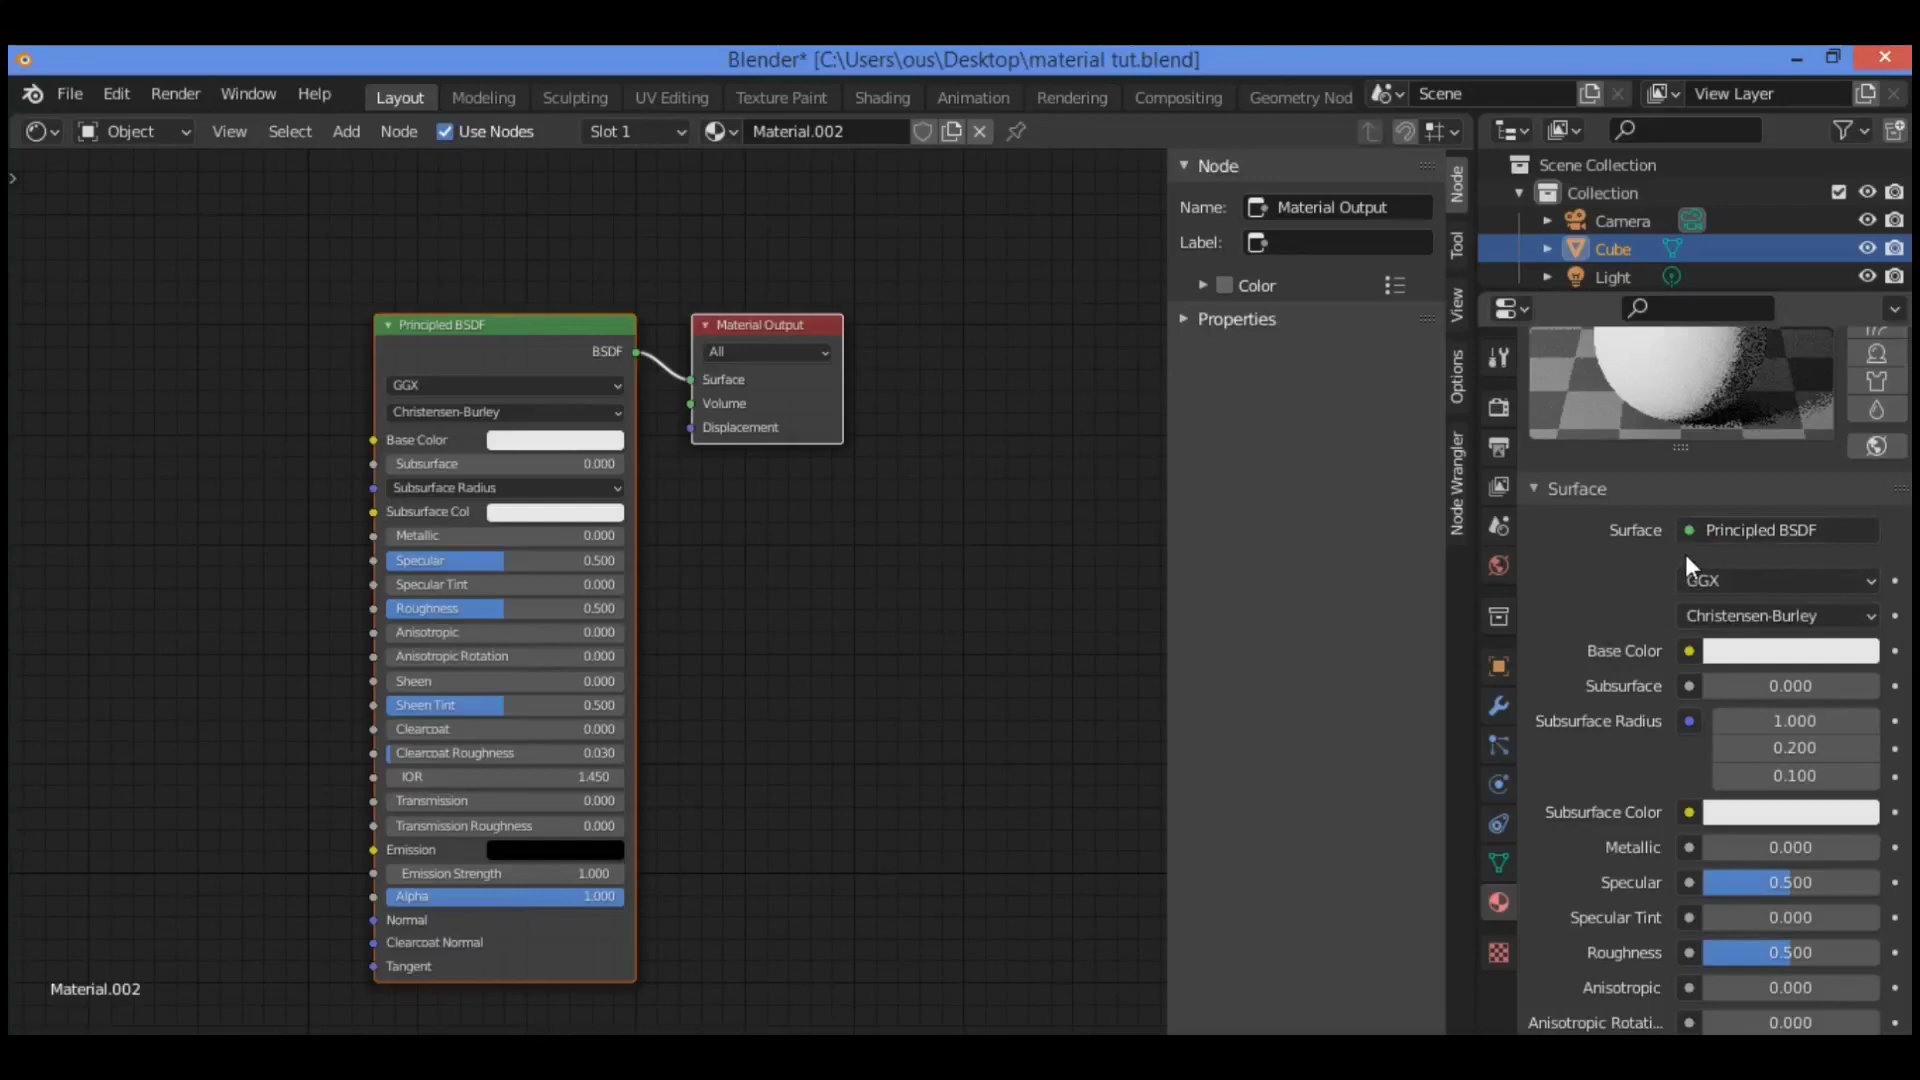 Blender* [C:\Users\ous\Desktop\material tut.blend]
File Edit Render Window Help Layout Modeling Sculpting UV Editing Texture Paint Shading Animation Rendering Compositing Geometry Nod Scene View Layer
Object View Select Add Node Use Nodes Slot 1 Material.002
Node
Name: Material Output
Label:
Color
Properties
Node
Tool
View
Options
Node Wrangler
Principled BSDF
BSDF
GGX
Christensen-Burley
Base Color
Subsurface 0.000
Subsurface Radius
Subsurface Col
Metallic 0.000
Specular 0.500
Specular Tint 0.000
Roughness 0.500
Anisotropic 0.000
Anisotropic Rotation 0.000
Sheen 0.000
Sheen Tint 0.500
Clearcoat 0.000
Clearcoat Roughness 0.030
IOR 1.450
Transmission 0.000
Transmission Roughness 0.000
Emission
Emission Strength 1.000
Alpha 1.000
Normal
Clearcoat Normal
Tangent
Material Output
All
Surface
Volume
Displacement
Material.002
Scene Collection
Collection
Camera
Cube
Light
Surface
Surface Principled BSDF
GGX
Christensen-Burley
Base Color
Subsurface 0.000
Subsurface Radius 1.000
0.200
0.100
Subsurface Color
Metallic 0.000
Specular 0.500
Specular Tint 0.000
Roughness 0.500
Anisotropic 0.000
Anisotropic Rotati... 0.000